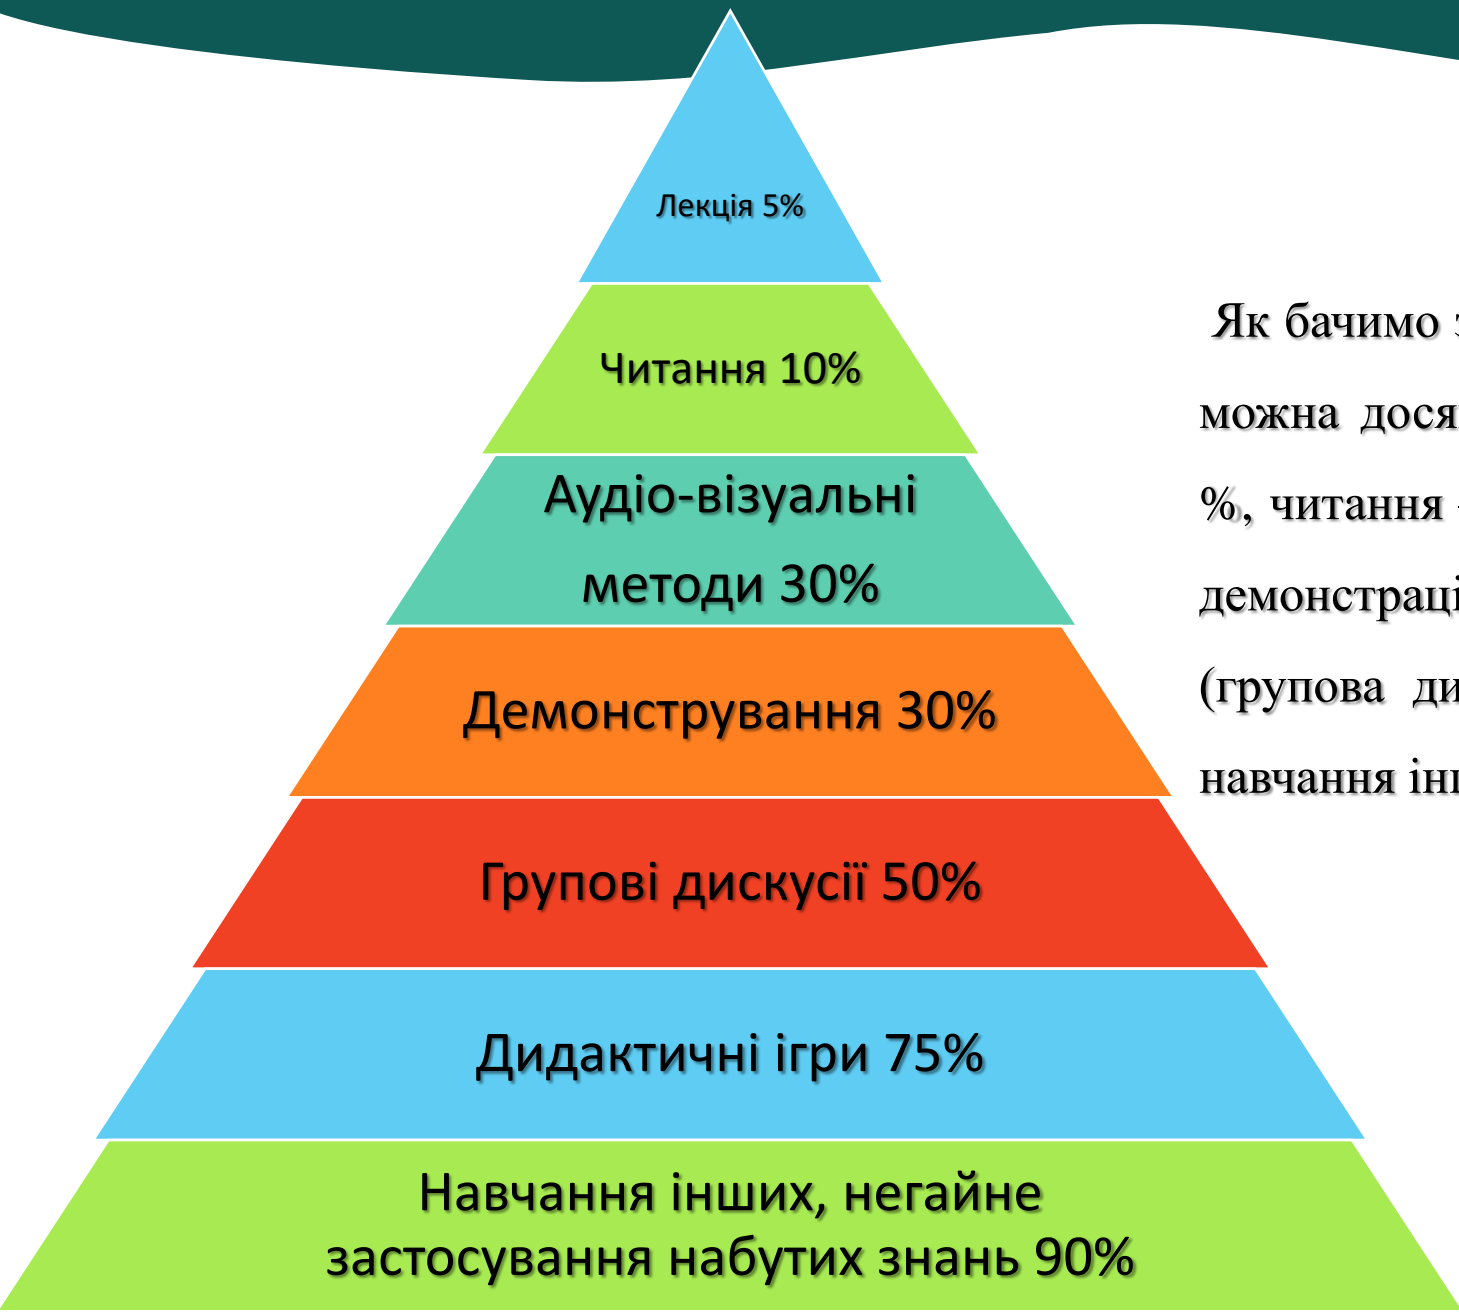 Лекція 5%
Читання 10%
Аудіо-візуальні
методи 30%
Демонстрування 30%
Групові дискусії 50%
Дидактичні ігри 75%
Навчання інших, негайне
застосування набутих знань 90%
Як бачимо
можна
%, читання
(групова
навчання